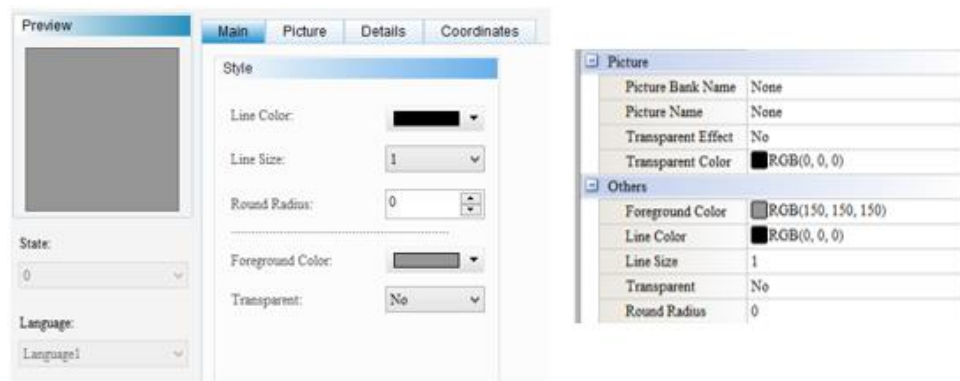 Preview
State:
0
Language:
Language1
Main Picture Details Coordinates
Style
Line Color:
Line Size: 1
Round Radius: 0
Foreground Color:
Transparent: No
Picture
Picture Bank Name None
Picture Name None
Transparent Effect No
Transparent Color RGB(0, 0, 0)
Others
Foreground Color RGB(150, 150, 150)
Line Color RGB(0, 0, 0)
Line Size 1
Transparent No
Round Radius 0